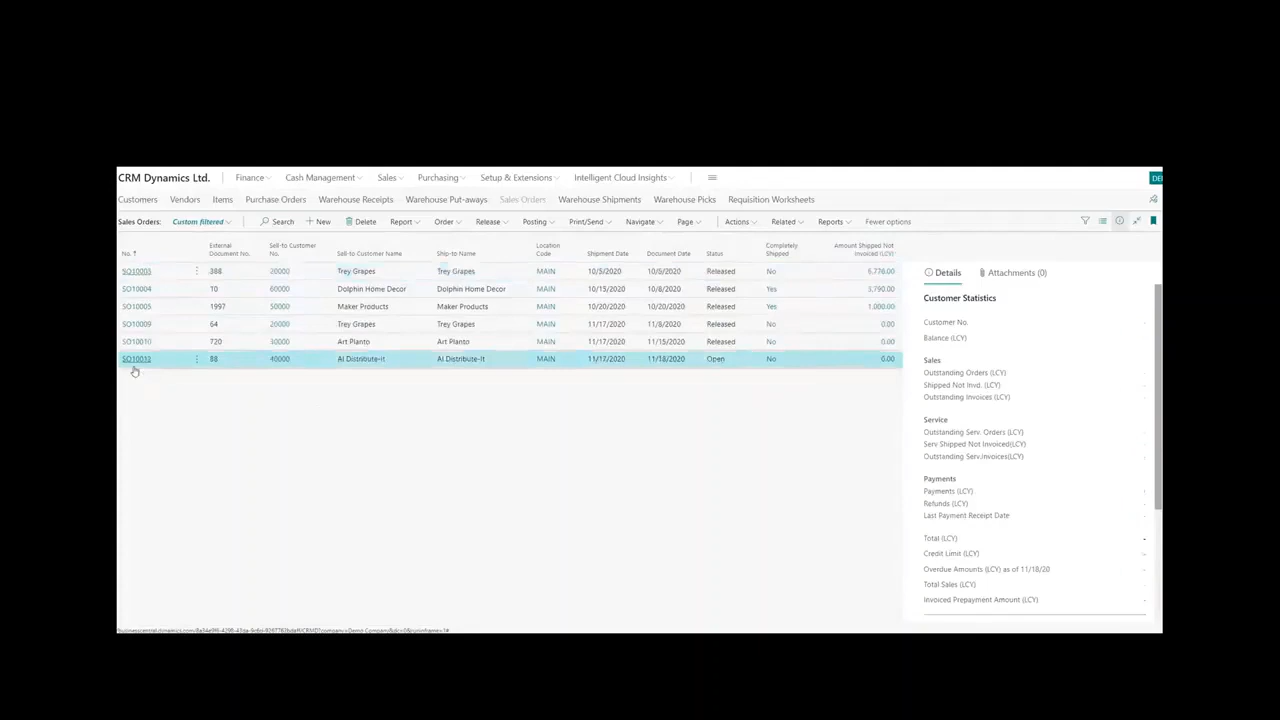 CRM Dynamics Ltd. Finance Cash Management Sales Purchasing Setup & Extensions Intelligent Cloud Insights
Customers Vendors Items Purchase Orders Warehouse Receipts Warehouse Put-aways Sales Orders Warehouse Shipments Warehouse Picks Requisition Worksheets
Sales Orders: Custom filtered Search + New Delete Report Order Release Posting Print/Send Navigate Page Actions Related Reports Fewer options
No. ↑ External Document No. Sell-to Customer No. Sell-to Customer Name Ship-to Name Location Code Shipment Date Document Date Status Completely Shipped Amount Shipped Not Invoiced (LCY)
388 20000 Trey Grapes Trey Grapes MAIN 10/5/2020 10/8/2020 Released No
SO10004 10 60000 Dolphin Home Decor Dolphin Home Decor MAIN 10/13/2020 10/8/2020 Released Yes 3,790.00
SO10005 1997 50000 Maker Products Maker Products MAIN 10/20/2020 10/20/2020 Released Yes 1,000.00
SO10009 64 20000 Trey Grapes Trey Grapes MAIN 11/17/2020 11/8/2020 Released No 0.00
SO10010 720 30000 Art Planto Art Planto MAIN 11/17/2020 11/15/2020 Released No 0.00
88 40000 AI Distribute-it AI Distribute-It MAIN 11/17/2020 11/18/2020 Open No 0.00
Details Attachments (0)
Customer Statistics
Customer No.
Balance (LCY)
Sales
Outstanding Orders (LCY)
Shipped Not Invd. (LCY)
Outstanding Invoices (LCY)
Service
Outstanding Serv. Orders (LCY)
Serv Shipped Not Invoiced(LCY)
Outstanding Serv.Invoices(LCY)
Payments
Payments (LCY)
Refunds (LCY)
Last Payment Receipt Date
Total (LCY)
Credit Limit (LCY)
Overdue Amounts (LCY) as of 11/18/20
Total Sales (LCY)
Invoiced Prepayment Amount (LCY)